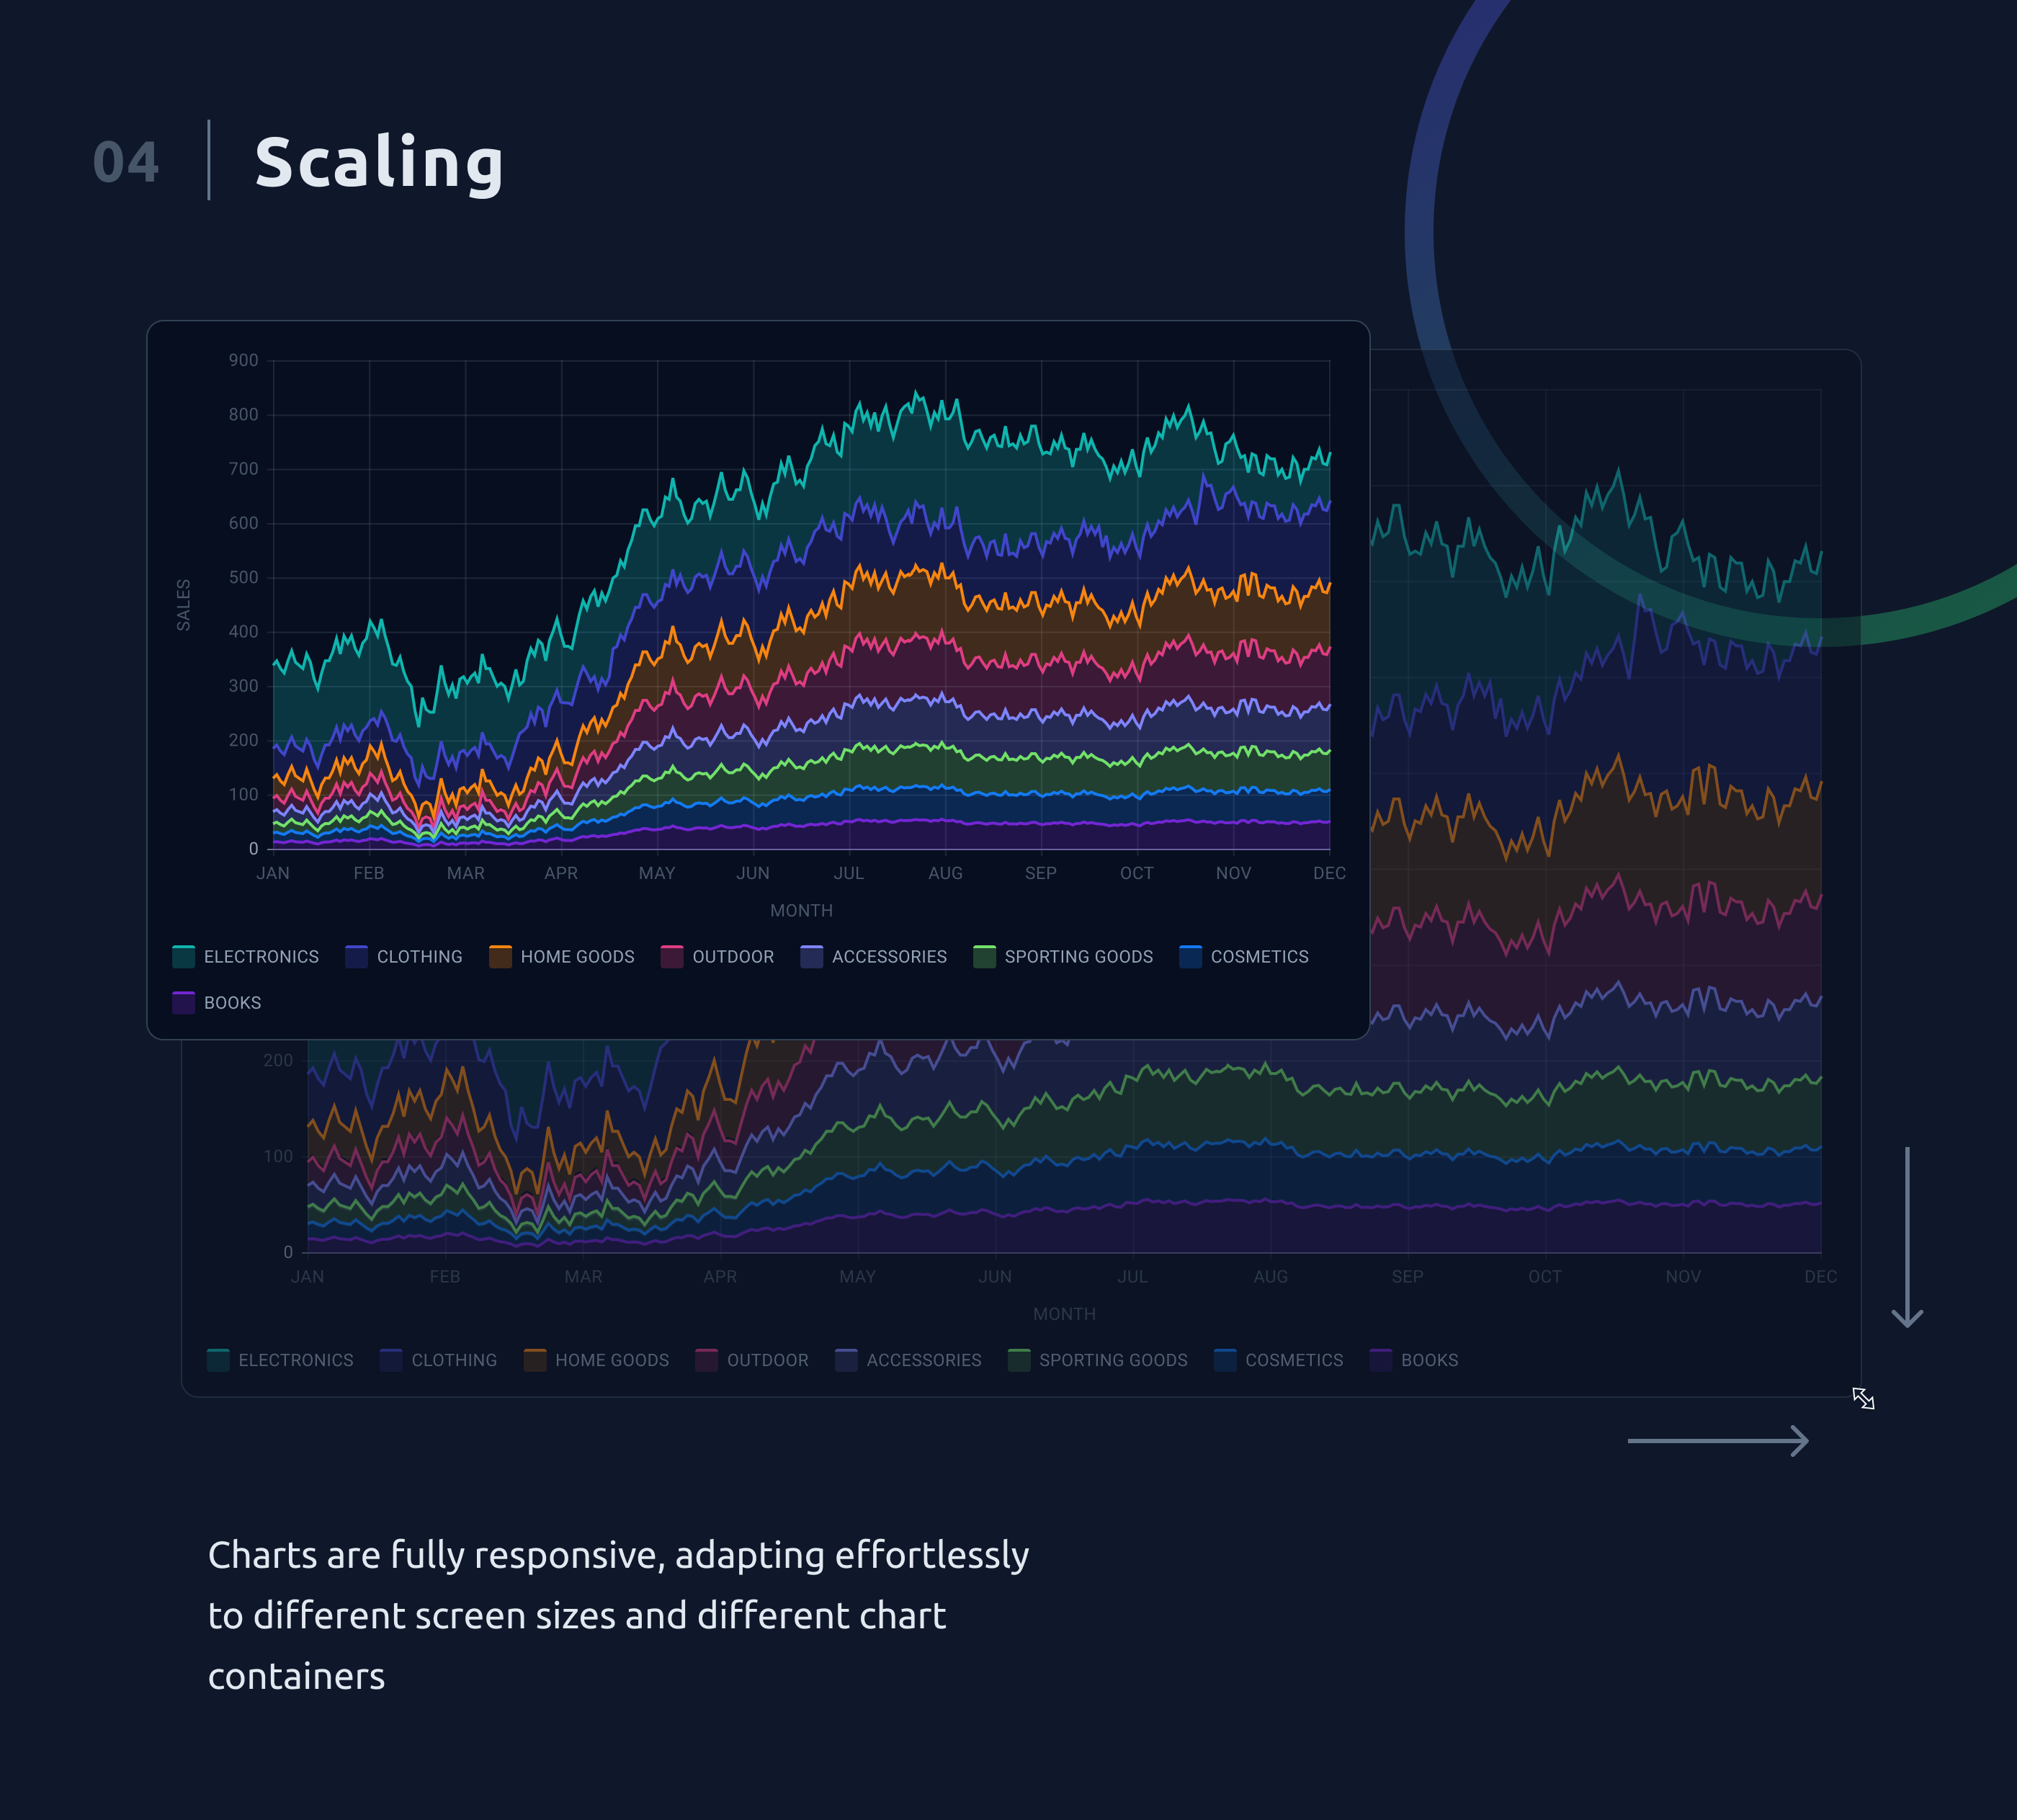 04 Scaling
900
800
700
600
500
400
300
200
100
0
SALES
JAN FEB MAR APR MAY JUN JUL AUG SEP OCT NOV DEC
MONTH
ELECTRONICS CLOTHING HOME GOODS OUTDOOR ACCESSORIES SPORTING GOODS COSMETICS
BOOKS
200
100
0
JAN FEB MAR APR MAY JUN JUL AUG SEP OCT NOV DEC
MONTH
ELECTRONICS CLOTHING HOME GOODS OUTDOOR ACCESSORIES SPORTING GOODS COSMETICS BOOKS
Charts are fully responsive, adapting effortlessly
to different screen sizes and different chart
containers